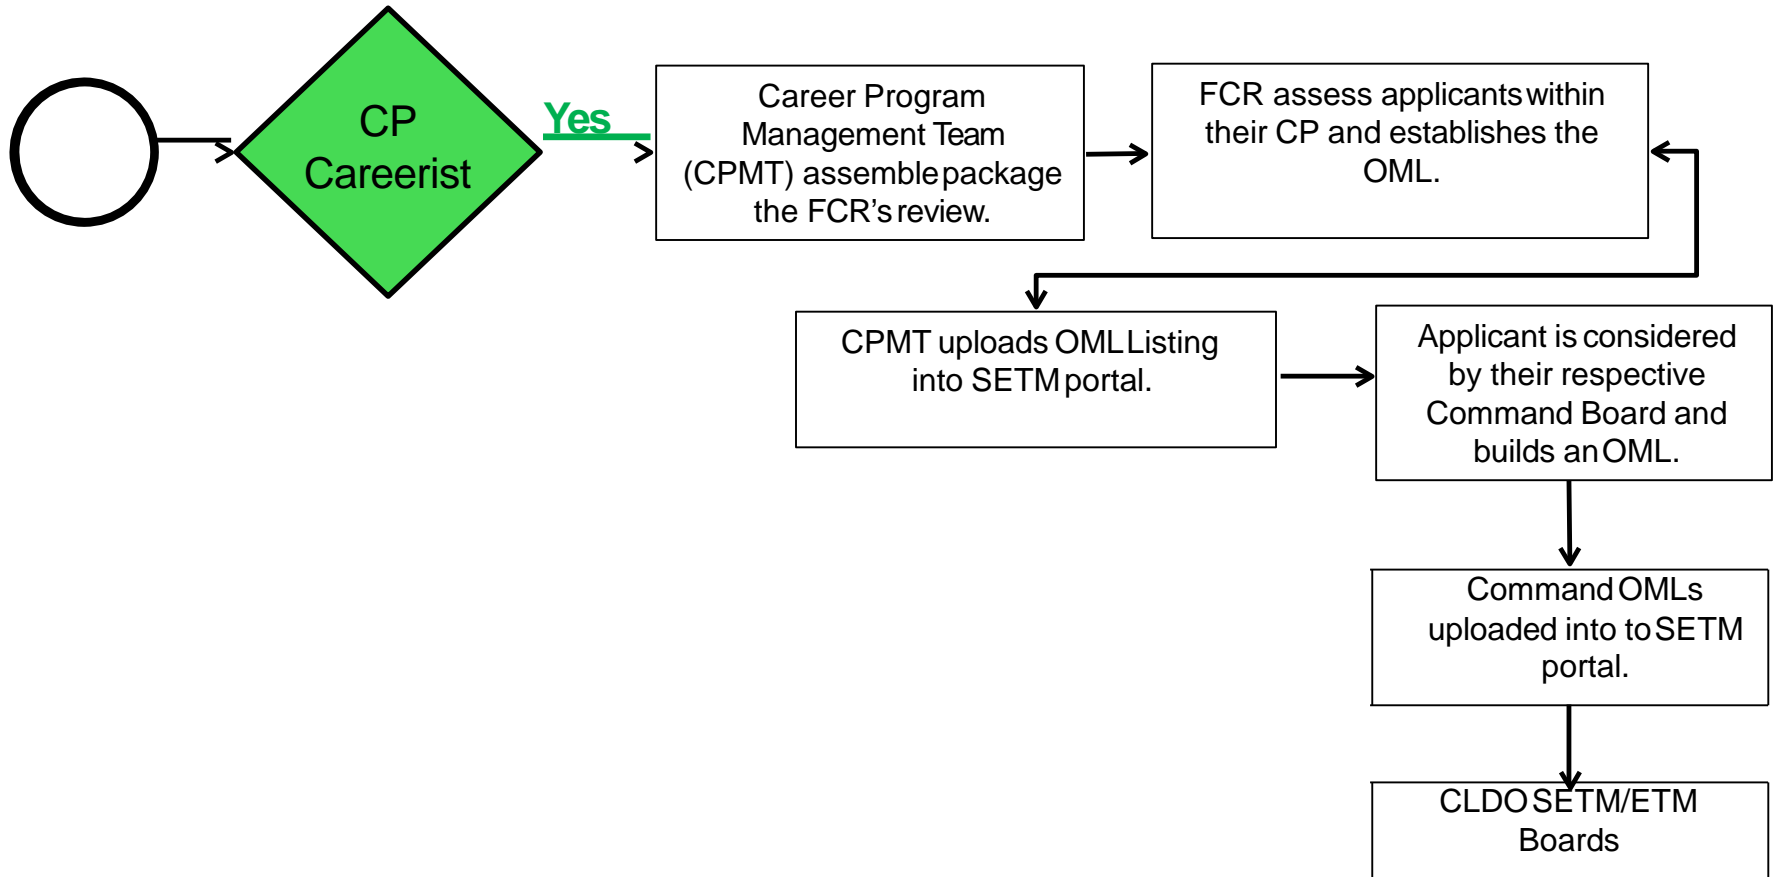 CP
Careerist
Yes
Career Program
Management Team
(CPMT) assemble package
the FCR's review.
FCR assess applicants within
their CP and establishes the
OML.
CPMT uploads OML Listing
into SETM portal.
Applicant is considered
by their respective
Command Board and
builds an OML.
Command OMLs
uploaded into to SETM
portal.
CLDO SETM/ETM
Boards